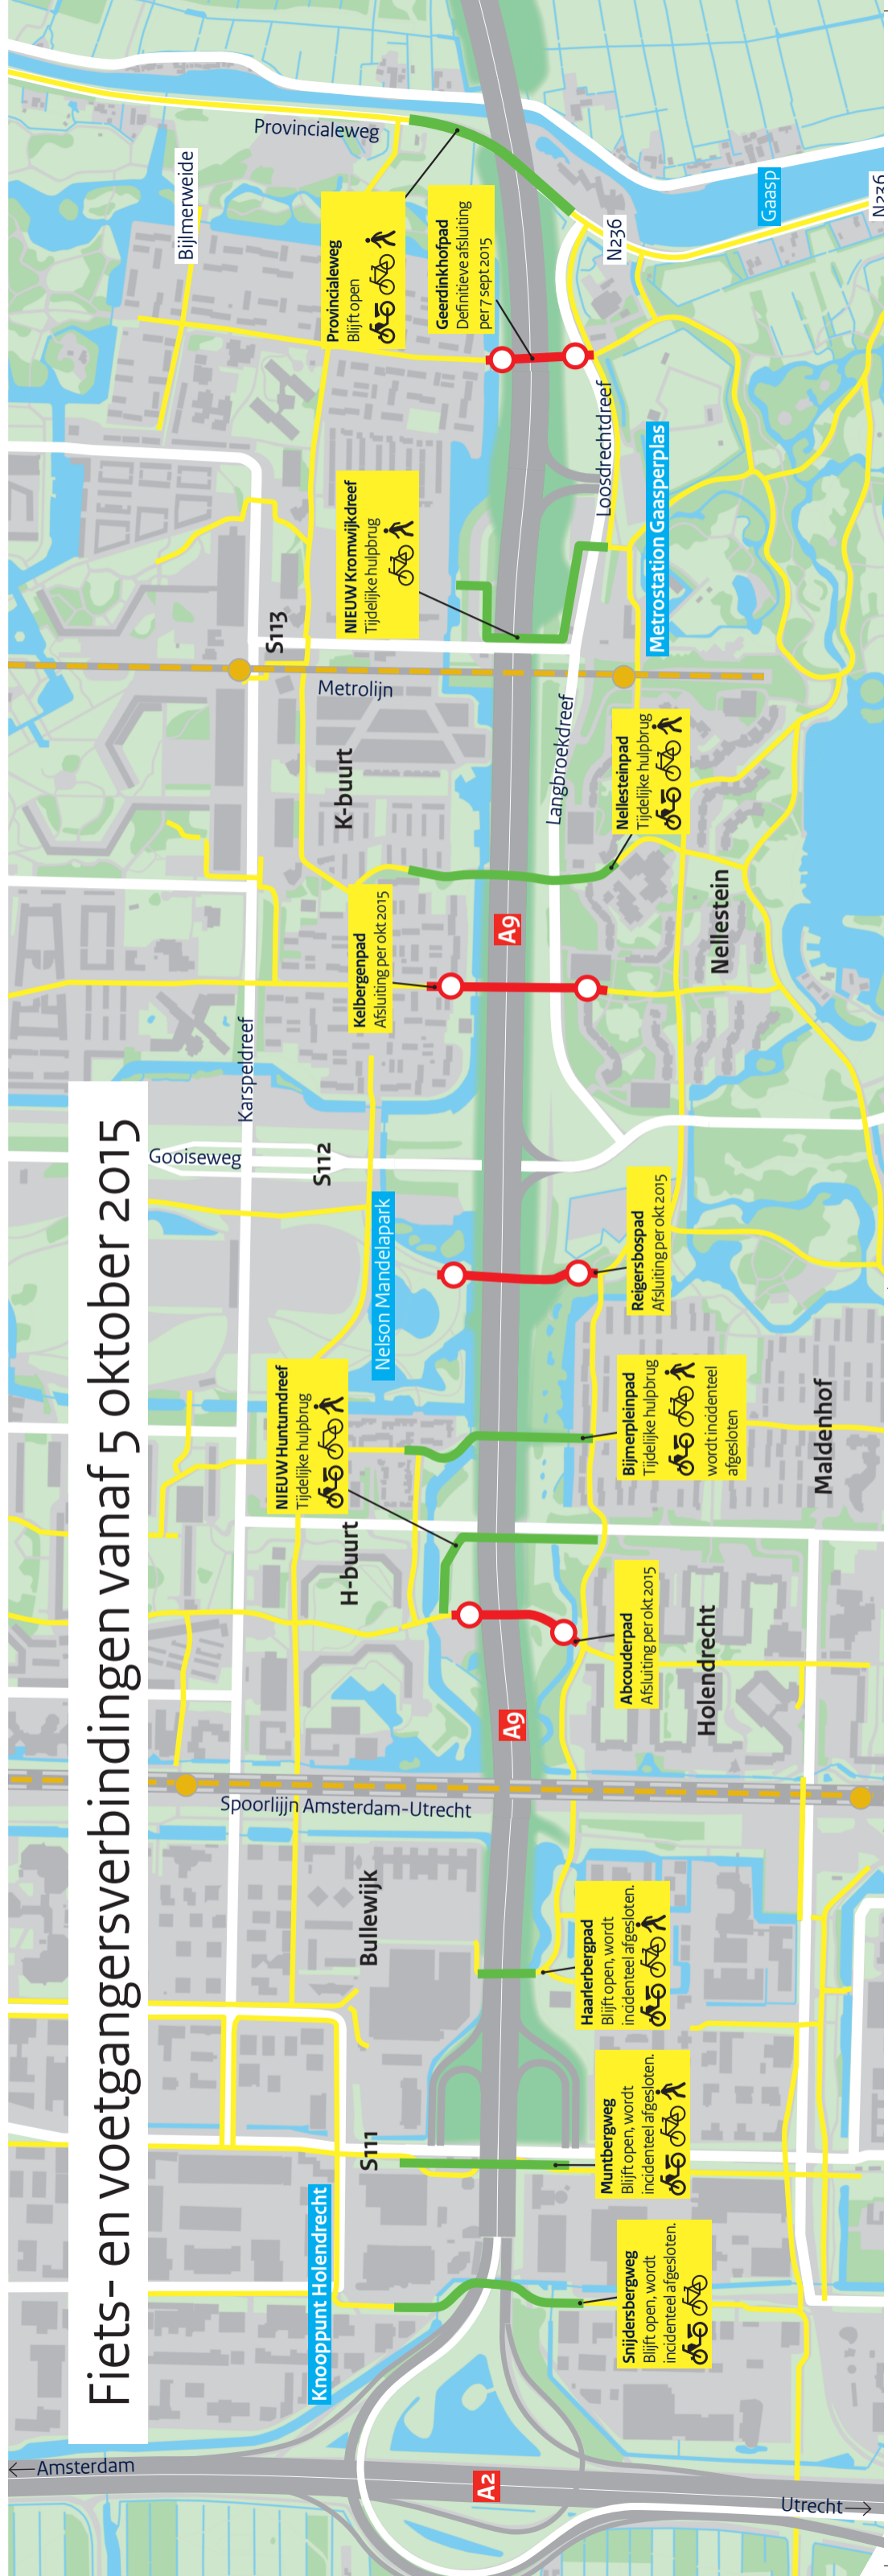 Fiets- en voetgangersverbindingen vanaf 5 oktober 2015
Amsterdam
A2
Utrecht
Knooppunt Holendrecht
Snijdersbergweg
Blijft open, wordt
incidenteel afgesloten.
S111
Muntbergweg
Blijft open, wordt
incidenteel afgesloten.
Haarlerbergpad
Blijft open, wordt
incidenteel afgesloten.
Bullewijk
Spoorlijn Amsterdam-Utrecht
A9
Holendrecht
Abcouderpad
Afsluiting per okt 2015
H-buurt
NIEUW Huntumdreef
Tijdelijke hulpbrug
Bijmerpleinpad
Tijdelijke hulpbrug
wordt incidenteel
afgesloten
Maldenhof
Nelson Mandelapark
Reigersbospad
Afsluiting per okt 2015
Gooiseweg
S112
Karspeldreef
Kelbergenpad
Afsluiting per okt 2015
A9
Nellestein
K-buurt
Nellesteinpad
Tijdelijke hulpbrug
Langbroekdreef
Metrolijn
S113
NIEUW Kromwijkdreef
Tijdelijke hulpbrug
Metrostation Gaasperplas
Loosdrechtdreef
Geerdinkhofpad
Definitieve afsluiting
per 7 sept 2015
Provincialeweg
Blijft open
Bijlmerweide
Provincialeweg
N236
Gaasp
N236